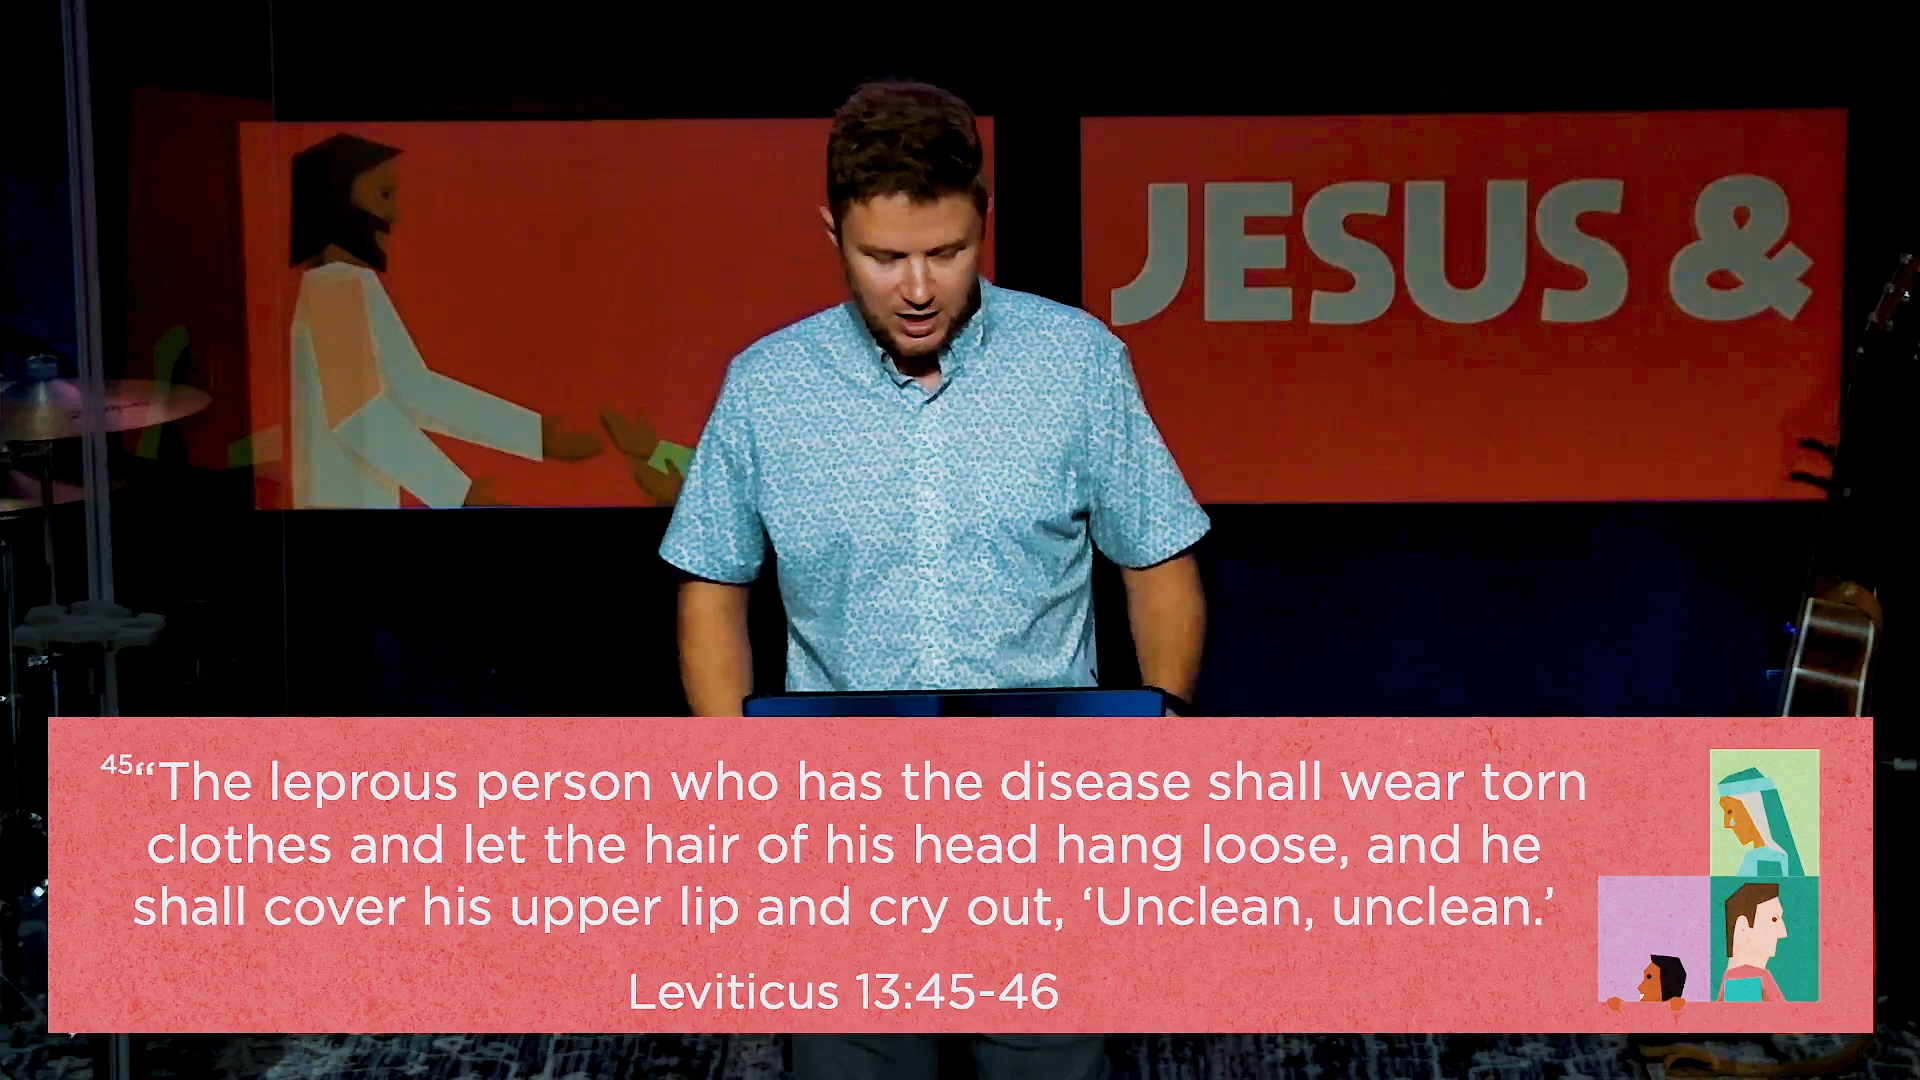 JESUS &
45“The leprous person who has the disease shall wear torn
clothes and let the hair of his head hang loose, and he
shall cover his upper lip and cry out, ‘Unclean, unclean.’
Leviticus 13:45-46